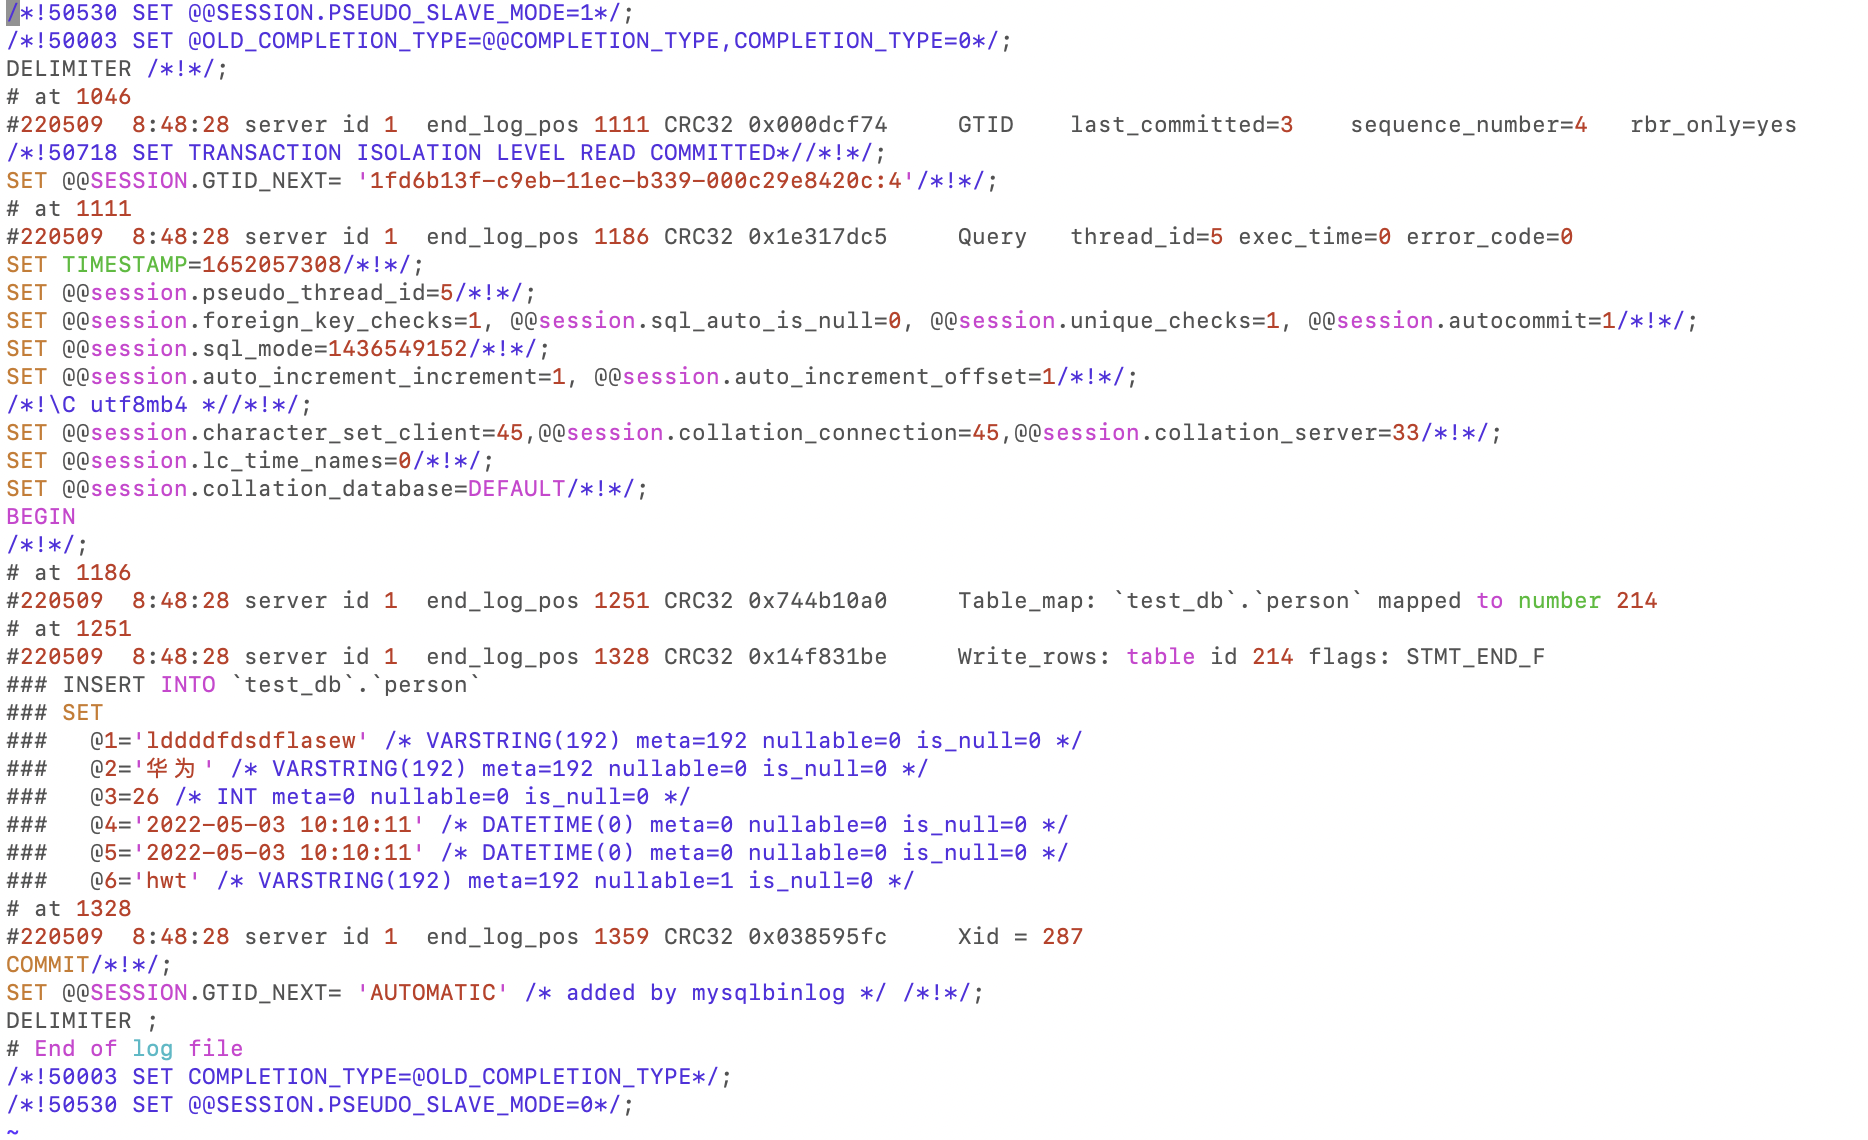 /*!50530 SET @@SESSION.PSEUDO_SLAVE_MODE=1*/;
/*!50003 SET @OLD_COMPLETION_TYPE=@@COMPLETION_TYPE,COMPLETION_TYPE=0*/;
DELIMITER /*!*/;
# at 1046
#220509  8:48:28 server id 1  end_log_pos 1111 CRC32 0x000dcf74     GTID    last_committed=3    sequence_number=4   rbr_only=yes
/*!50718 SET TRANSACTION ISOLATION LEVEL READ COMMITTED*//*!*/;
SET @@SESSION.GTID_NEXT= '1fd6b13f-c9eb-11ec-b339-000c29e8420c:4'/*!*/;
# at 1111
#220509  8:48:28 server id 1  end_log_pos 1186 CRC32 0x1e317dc5     Query   thread_id=5 exec_time=0 error_code=0
SET TIMESTAMP=1652057308/*!*/;
SET @@session.pseudo_thread_id=5/*!*/;
SET @@session.foreign_key_checks=1, @@session.sql_auto_is_null=0, @@session.unique_checks=1, @@session.autocommit=1/*!*/;
SET @@session.sql_mode=1436549152/*!*/;
SET @@session.auto_increment_increment=1, @@session.auto_increment_offset=1/*!*/;
/*!\C utf8mb4 *//*!*/;
SET @@session.character_set_client=45,@@session.collation_connection=45,@@session.collation_server=33/*!*/;
SET @@session.lc_time_names=0/*!*/;
SET @@session.collation_database=DEFAULT/*!*/;
BEGIN
/*!*/;
# at 1186
#220509  8:48:28 server id 1  end_log_pos 1251 CRC32 0x744b10a0     Table_map: `test_db`.`person` mapped to number 214
# at 1251
#220509  8:48:28 server id 1  end_log_pos 1328 CRC32 0x14f831be     Write_rows: table id 214 flags: STMT_END_F
### INSERT INTO `test_db`.`person`
### SET
###   @1='lddddfdsdflasew' /* VARSTRING(192) meta=192 nullable=0 is_null=0 */
###   @2='华为' /* VARSTRING(192) meta=192 nullable=0 is_null=0 */
###   @3=26 /* INT meta=0 nullable=0 is_null=0 */
###   @4='2022-05-03 10:10:11' /* DATETIME(0) meta=0 nullable=0 is_null=0 */
###   @5='2022-05-03 10:10:11' /* DATETIME(0) meta=0 nullable=0 is_null=0 */
###   @6='hwt' /* VARSTRING(192) meta=192 nullable=1 is_null=0 */
# at 1328
#220509  8:48:28 server id 1  end_log_pos 1359 CRC32 0x038595fc     Xid = 287
COMMIT/*!*/;
SET @@SESSION.GTID_NEXT= 'AUTOMATIC' /* added by mysqlbinlog */ /*!*/;
DELIMITER ;
# End of log file
/*!50003 SET COMPLETION_TYPE=@OLD_COMPLETION_TYPE*/;
/*!50530 SET @@SESSION.PSEUDO_SLAVE_MODE=0*/;
~